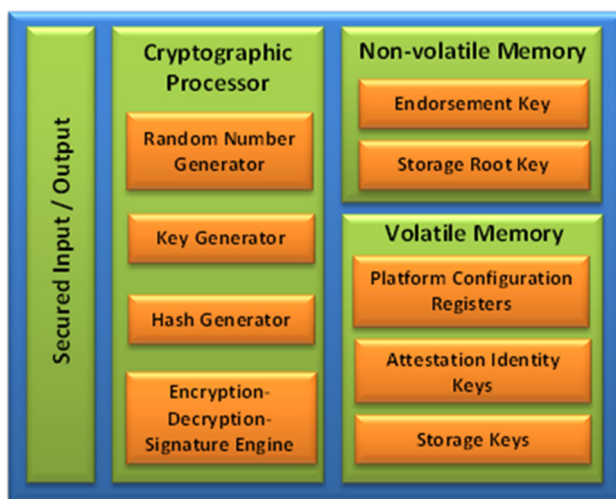 Secured Input / Output
Cryptographic
Processor
Random Number
Generator
Key Generator
Hash Generator
Encryption-
Decryption-
Signature Engine
Non-volatile Memory
Endorsement Key
Storage Root Key
Volatile Memory
Platform Configuration
Registers
Attestation Identity
Keys
Storage Keys